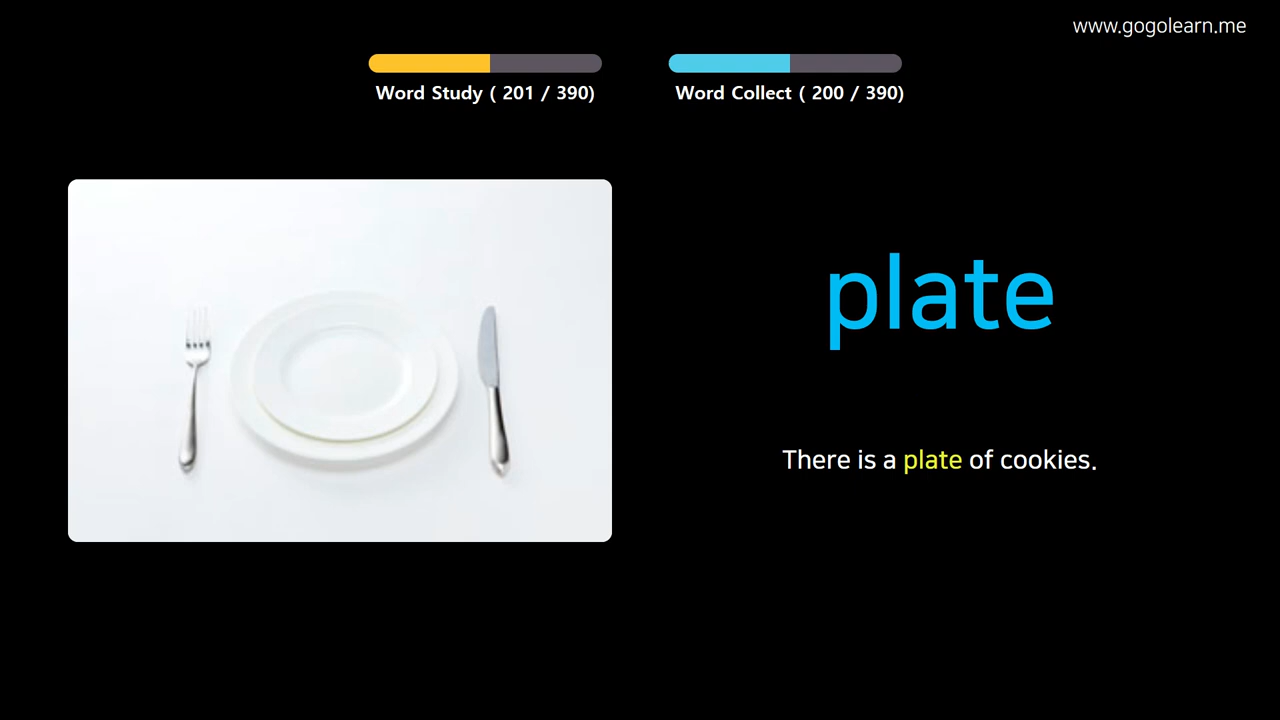 www.gogolearn.me
Word Study ( 201 / 390)
Word Collect ( 200 / 390)
plate
There is a plate of cookies.